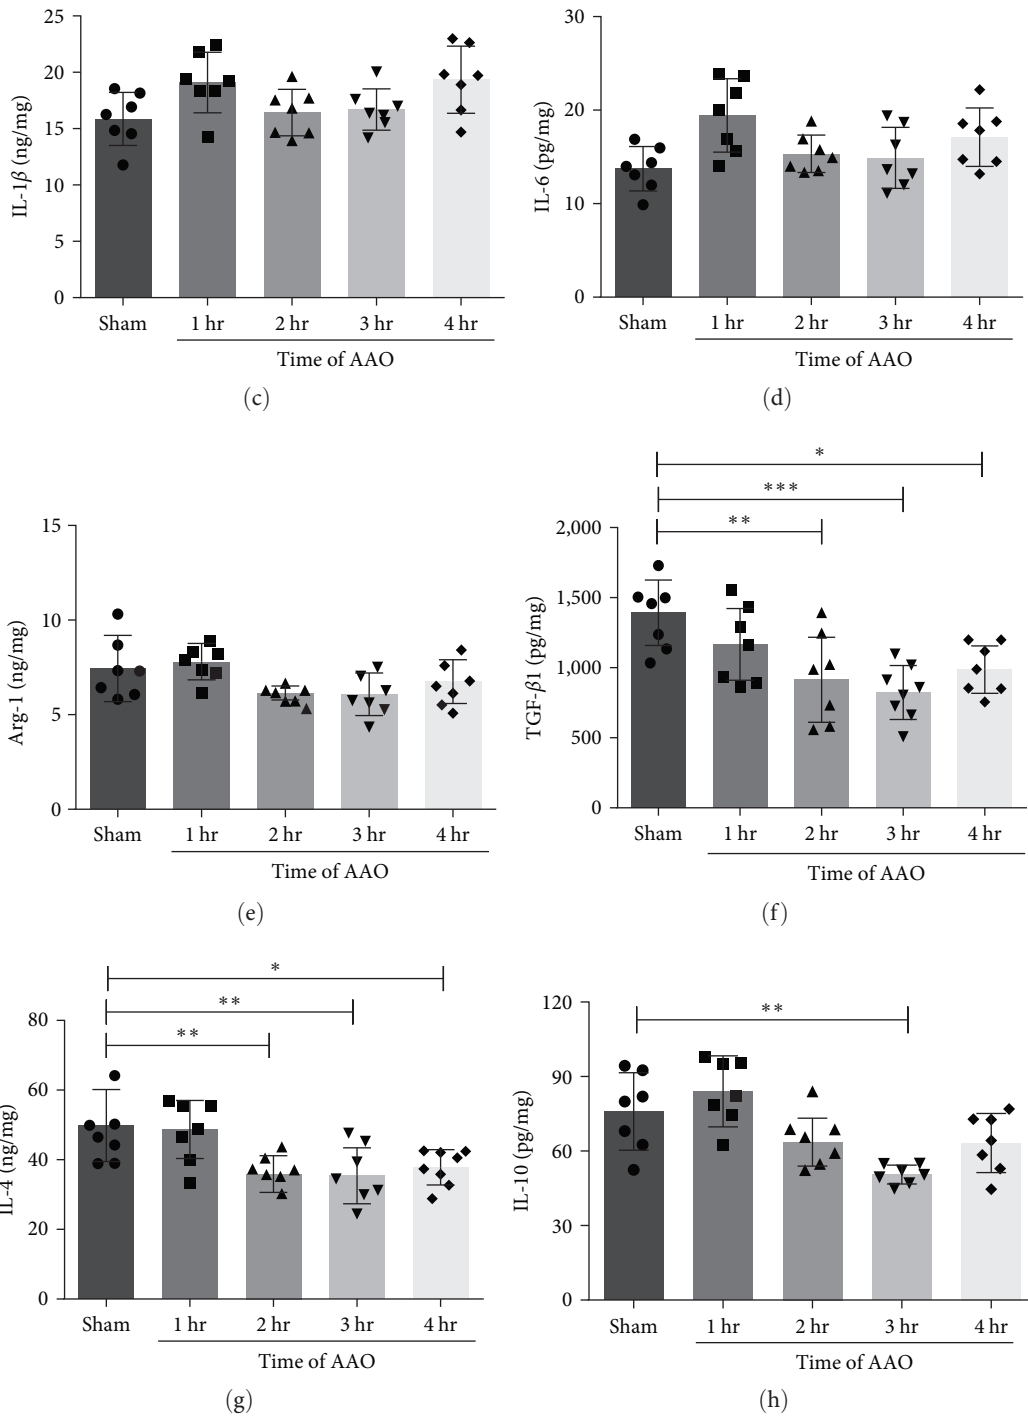 IL-1β (ng/mg)
25
20
15
10
5
0
Sham
1 hr
2 hr
3 hr
4 hr
Time of AAO
(c)
IL-6 (pg/mg)
30
20
10
0
Sham
1 hr
2 hr
3 hr
4 hr
Time of AAO
(d)
Arg-1 (ng/mg)
15
10
5
0
Sham
1 hr
2 hr
3 hr
4 hr
Time of AAO
(e)
*
***
**
TGF-β1 (pg/mg)
2,000
1,500
1,000
500
0
Sham
1 hr
2 hr
3 hr
4 hr
Time of AAO
(f)
*
**
**
IL-4 (ng/mg)
80
60
40
20
0
Sham
1 hr
2 hr
3 hr
4 hr
Time of AAO
(g)
**
IL-10 (pg/mg)
120
90
60
30
0
Sham
1 hr
2 hr
3 hr
4 hr
Time of AAO
(h)